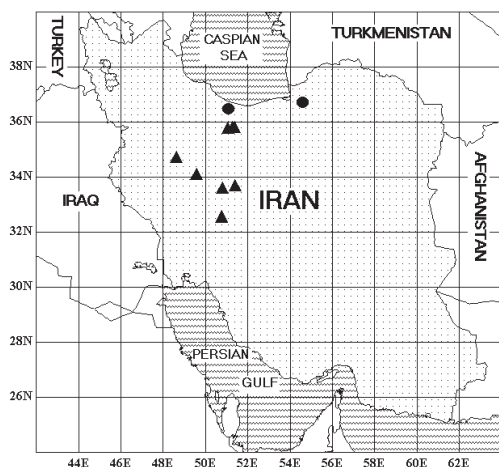 TURKEY
CASPIAN
SEA
TURKMENISTAN
38N
36N
34N
32N
30N
28N
26N
IRAQ
IRAN
AFGHANISTAN
PERSIAN
GULF
44E 46E 48E 50E 52E 54E 56E 58E 60E 62E